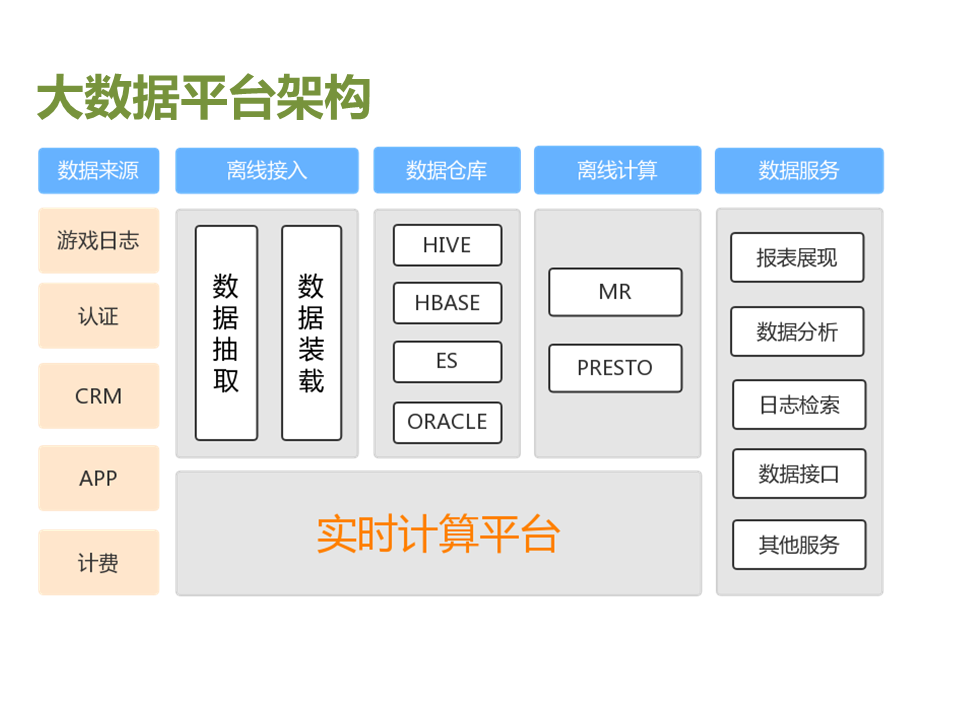 大数据平台架构
数据来源
离线接入
数据仓库
离线计算
数据服务
游戏日志
认证
CRM
APP
计费
数据抽取
数据装载
HIVE
HBASE
ES
ORACLE
MR
PRESTO
实时计算平台
报表展现
数据分析
日志检索
数据接口
其他服务